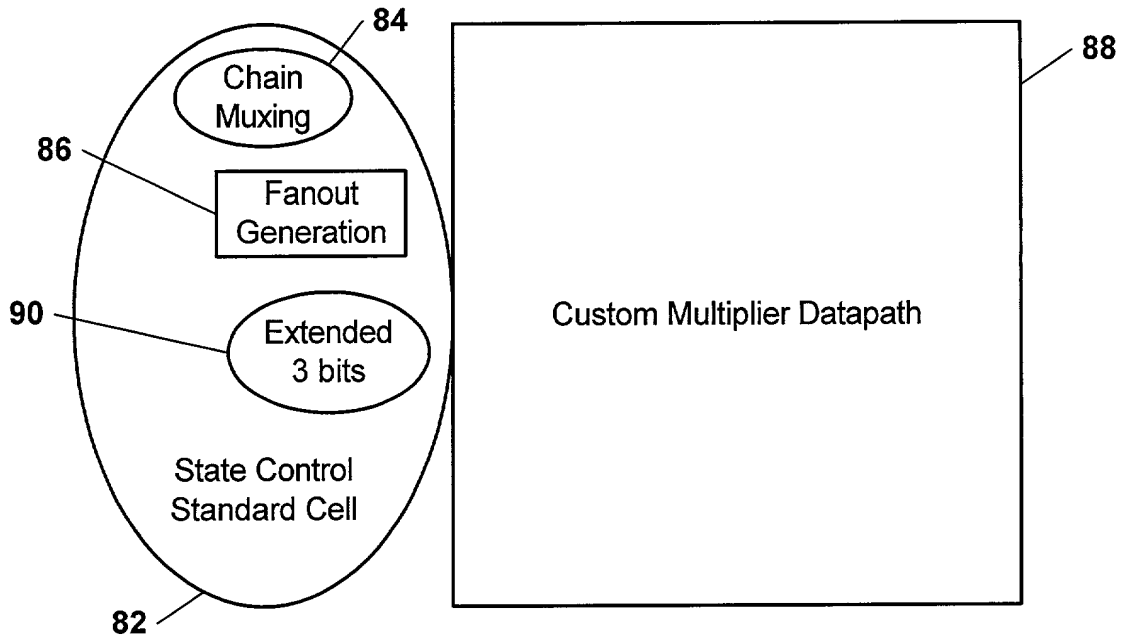 84
Chain
Muxing
88
86
Fanout
Generation
90
Extended
3 bits
Custom Multiplier Datapath
State Control
Standard Cell
82